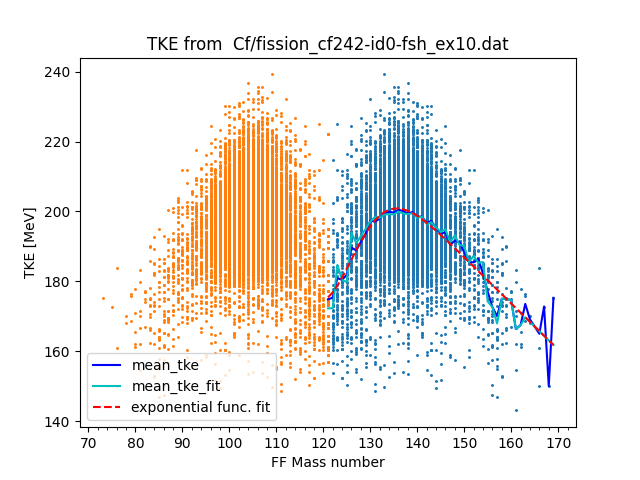 TKE from  Cf/fission_cf242-id0-fsh_ex10.dat
TKE [MeV]
240
220
200
180
160
140
mean_tke
mean_tke_fit
exponential func. fit
70 80 90 100 110 120 130 140 150 160 170
FF Mass number